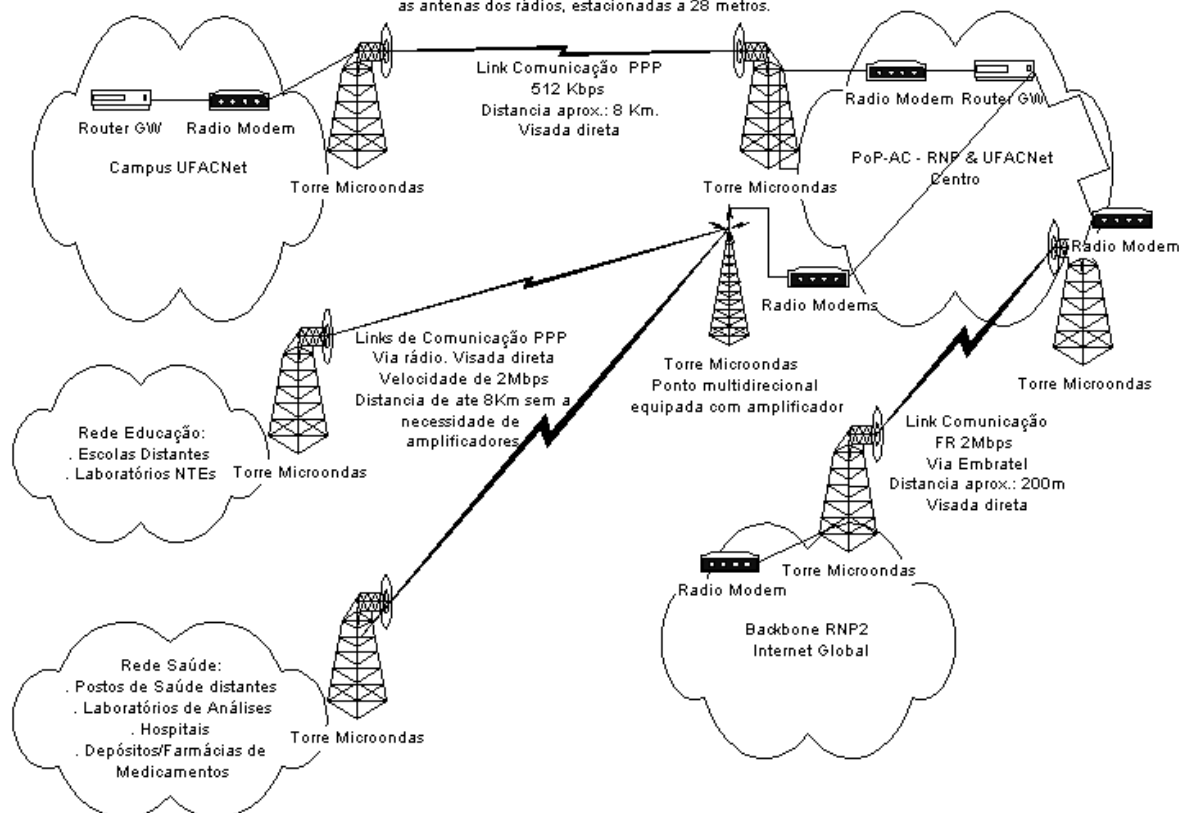 as antenas dos rádios, estacionadas a 28 metros.
Link Comunicação PPP
512 Kbps
Distancia aprox.: 8 Km.
Visada direta
Router GW
Radio Modem
Campus UFACNet
Torre Microondas
Torre Microondas
Radio Modem
Router GW
PoP-AC - RNP & UFACNet
Centro
Radio Modem
Radio Modems
Links de Comunicação PPP
Via rádio. Visada direta
Velocidade de 2Mbps
Distancia de ate 8Km sem a
necessidade de
amplificadores
Torre Microondas
Ponto multidirecional
equipada com amplificador
Torre Microondas
Rede Educação:
. Escolas Distantes
. Laboratórios NTEs
Torre Microondas
Link Comunicação
FR 2Mbps
Via Embratel
Distancia aprox.: 200m
Visada direta
Torre Microondas
Radio Modem
Backbone RNP2
Internet Global
Rede Saúde:
. Postos de Saúde distantes
. Laboratórios de Análises
. Hospitais
. Depósitos/Farmácias de
Medicamentos
Torre Microondas